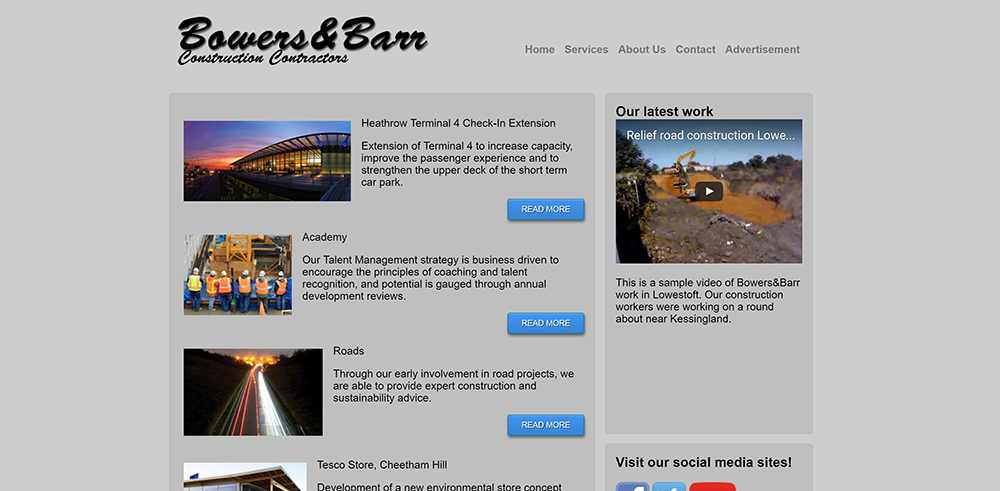 Bowers&Barr
Construction Contractors
Home Services About Us Contact Advertisement
Heathrow Terminal 4 Check-In Extension
Extension of Terminal 4 to increase capacity,
improve the passenger experience and to
strengthen the upper deck of the short term
car park.
READ MORE
Academy
Our Talent Management strategy is business driven to
encourage the principles of coaching and talent
recognition, and potential is gauged through annual
development reviews.
READ MORE
Roads
Through our early involvement in road projects, we
are able to provide expert construction and
sustainability advice.
READ MORE
Tesco Store, Cheetham Hill
Development of a new environmental store concept
Our latest work
Relief road construction Lowe...
This is a sample video of Bowers&Barr
work in Lowestoft. Our construction
workers were working on a round
about near Kessingland.
Visit our social media sites!